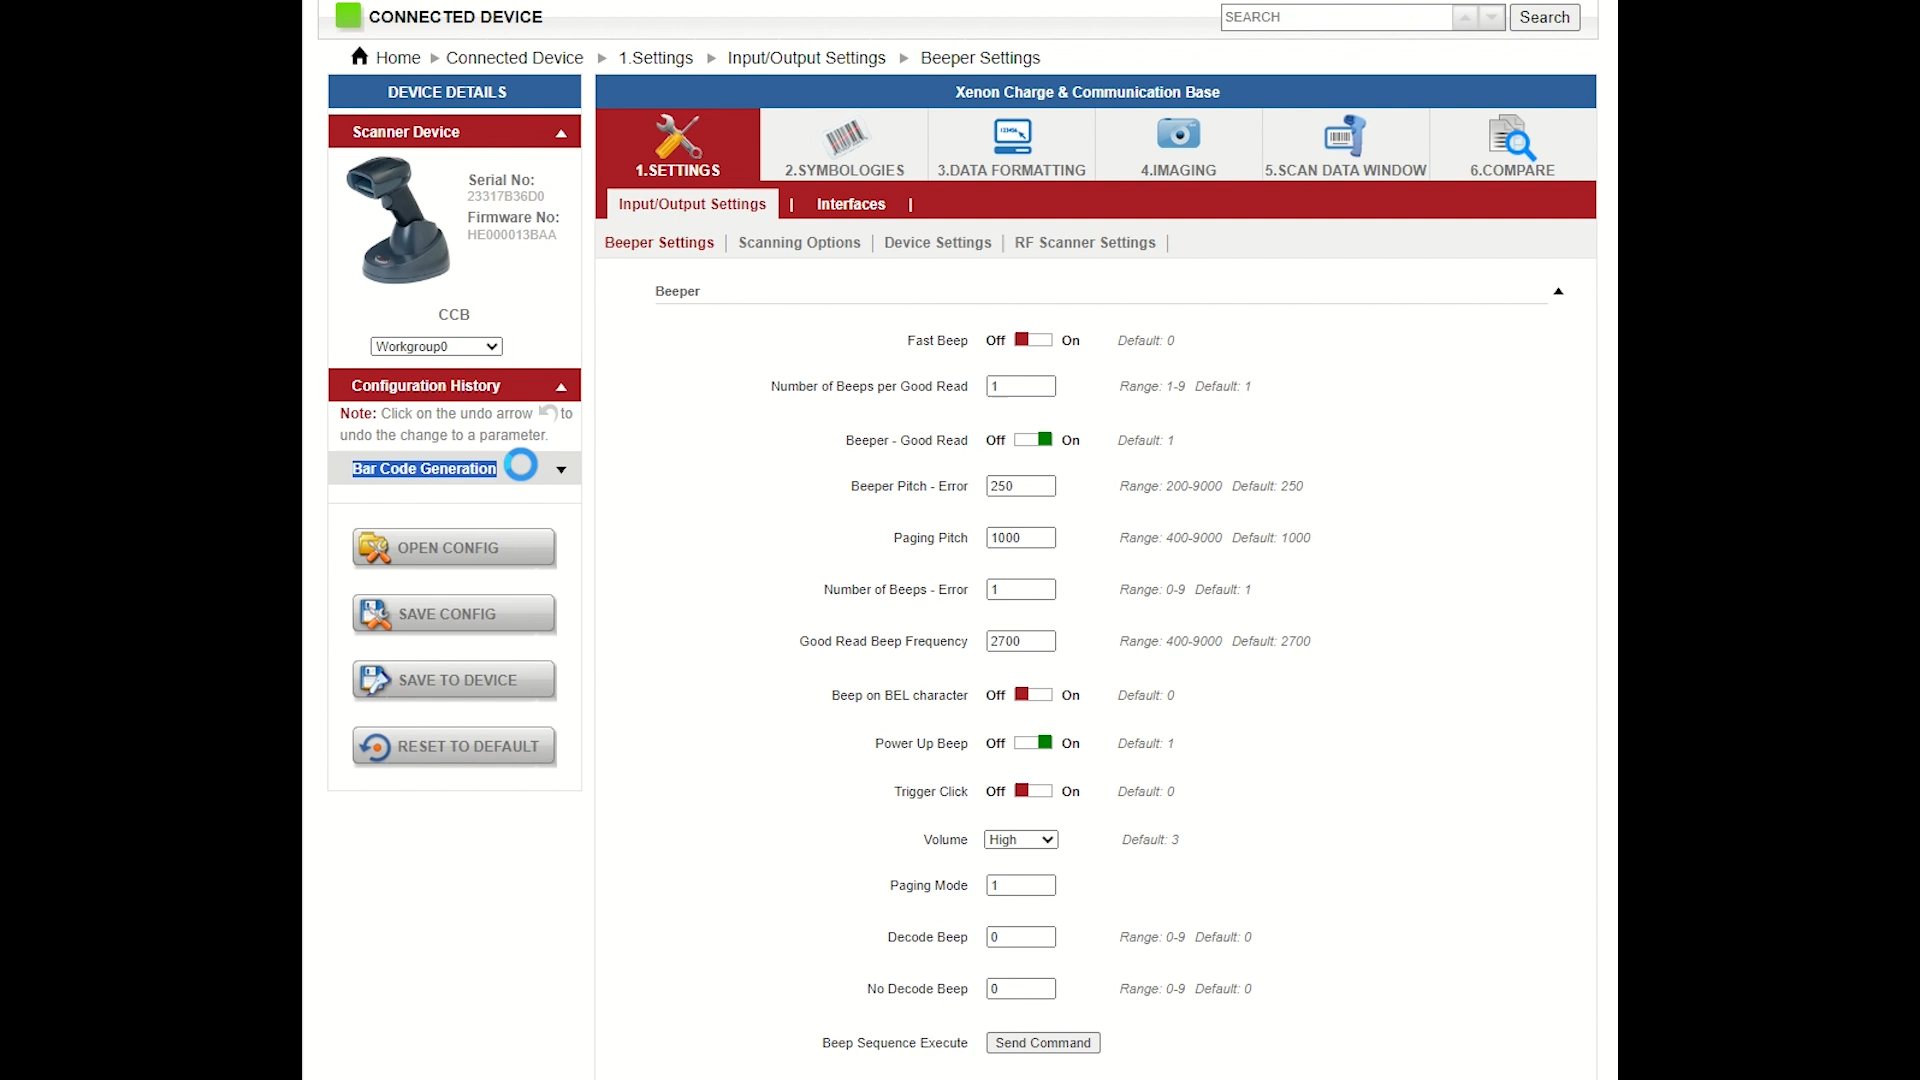 CONNECTED DEVICE
SEARCH
Search
Home Connected Device 1.Settings Input/Output Settings Beeper Settings
DEVICE DETAILS
Scanner Device
Serial No:
23317B36D0
Firmware No:
HE000013BAA
CCB
Workgroup0
Configuration History
Note: Click on the undo arrow to
undo the change to a parameter.
Bar Code Generation
OPEN CONFIG
SAVE CONFIG
SAVE TO DEVICE
RESET TO DEFAULT
Xenon Charge & Communication Base
1.SETTINGS
2.SYMBOLOGIES
3.DATA FORMATTING
4.IMAGING
5.SCAN DATA WINDOW
6.COMPARE
Input/Output Settings | Interfaces |
Beeper Settings | Scanning Options | Device Settings | RF Scanner Settings |
Beeper
Fast Beep Off On Default: 0
Number of Beeps per Good Read 1 Range: 1-9 Default: 1
Beeper - Good Read Off On Default: 1
Beeper Pitch - Error 250 Range: 200-9000 Default: 250
Paging Pitch 1000 Range: 400-9000 Default: 1000
Number of Beeps - Error 1 Range: 0-9 Default: 1
Good Read Beep Frequency 2700 Range: 400-9000 Default: 2700
Beep on BEL character Off On Default: 0
Power Up Beep Off On Default: 1
Trigger Click Off On Default: 0
Volume High Default: 3
Paging Mode 1
Decode Beep 0 Range: 0-9 Default: 0
No Decode Beep 0 Range: 0-9 Default: 0
Beep Sequence Execute Send Command